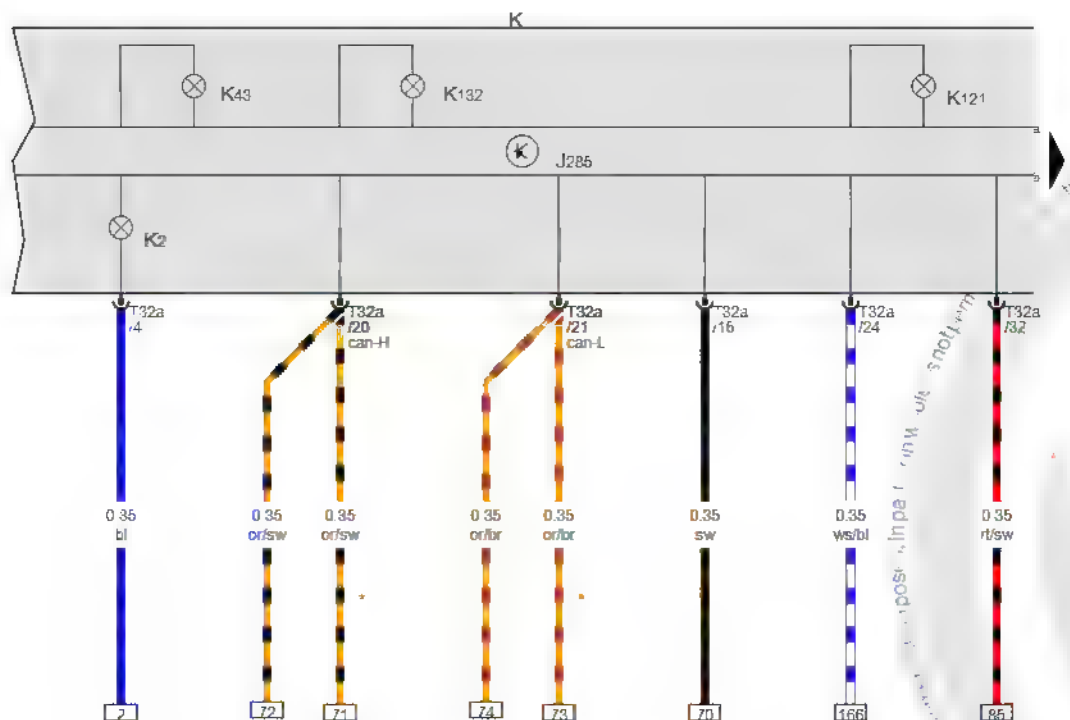 K
K43
K132
K121
J285
K2
T32a
/4
T32a
/20
can-H
T32a
/21
can-L
T32a
/16
T32a
/24
T32a
/32
0.35
bl
0.35
or/sw
0.35
or/sw
0.35
or/br
0.35
or/br
0.35
sw
0.35
ws/bl
0.35
rt/sw
2
72
71
74
73
70
166
85